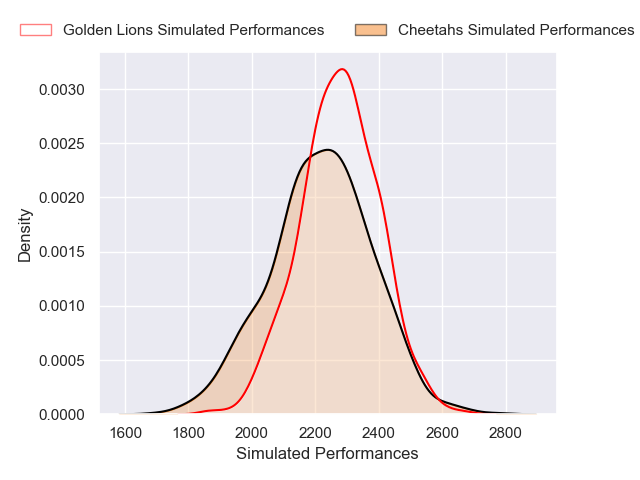 Golden Lions Simulated Performances Cheetahs Simulated Performances
0.0030
0.0025
0.0020
0.0015
0.0010
0.0005
0.0000
Density
1600 1800 2000 2200 2400 2600 2800
Simulated Performances